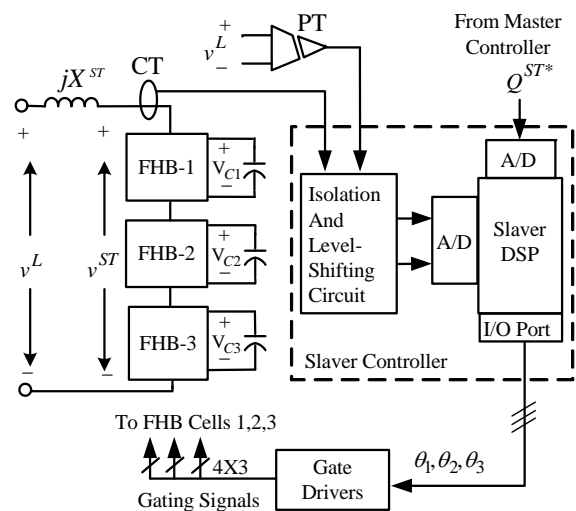 From Master
Controller
Q^{ST*}
v^L
+
−
PT
jX^{ST}
CT
+
−
v^L
+
−
v^{ST}
FHB-1
+
V_{C1}
−
FHB-2
+
V_{C2}
−
FHB-3
+
V_{C3}
−
Isolation
And
Level-
Shifting
Circuit
A/D
A/D
Slaver
DSP
I/O Port
Slaver Controller
To FHB Cells 1,2,3
4X3
Gating Signals
Gate
Drivers
θ_1,θ_2,θ_3